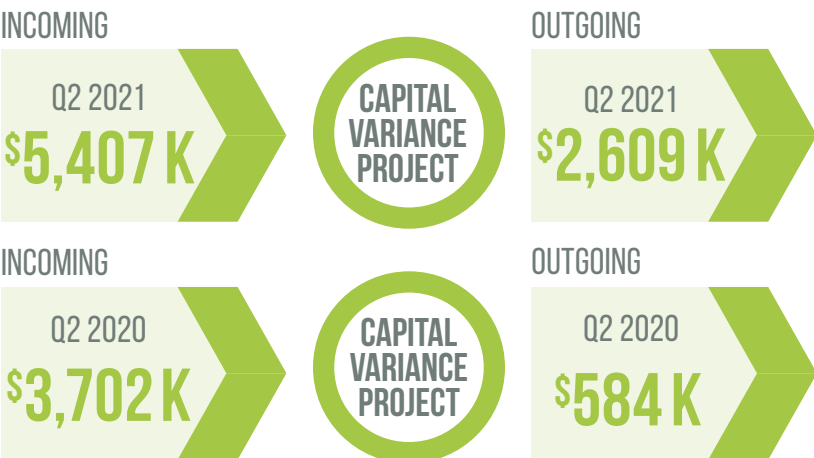 INCOMING
Q2 2021
$5,407 K
CAPITAL
VARIANCE
PROJECT
OUTGOING
Q2 2021
$2,609 K
INCOMING
Q2 2020
$3,702 K
CAPITAL
VARIANCE
PROJECT
OUTGOING
Q2 2020
$584 K